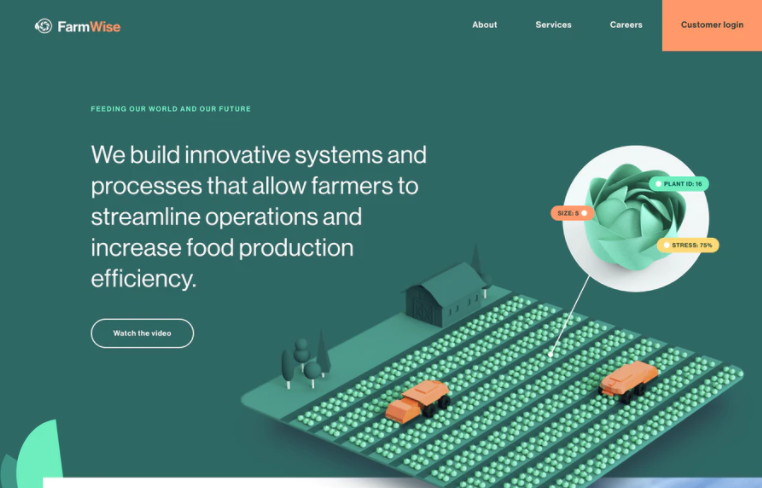 FarmWise
About
Services
Careers
Customer login
FEEDING OUR WORLD AND OUR FUTURE
We build innovative systems and
processes that allow farmers to
streamline operations and
increase food production
efficiency.
PLANT ID: 16
SIZE: 5
STRESS: 75%
Watch the video